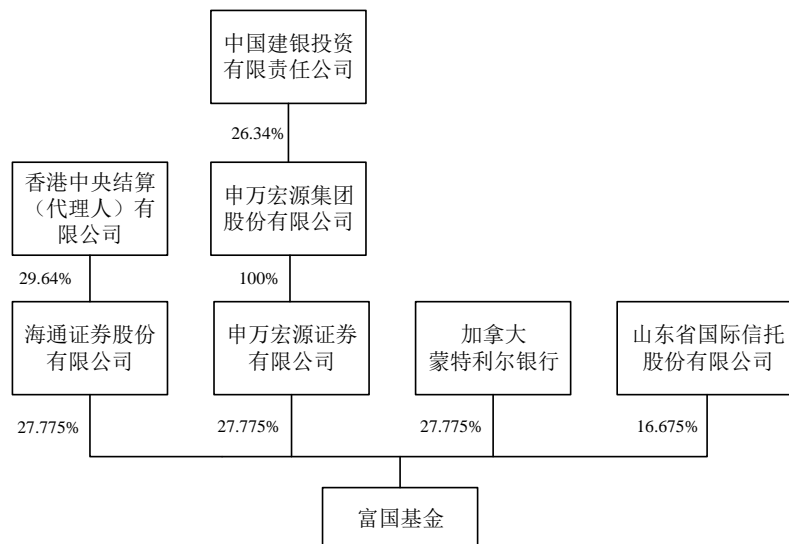 中国建银投资
有限责任公司
26.34%
香港中央结算
（代理人）有
限公司
申万宏源集团
股份有限公司
29.64%
100%
海通证券股份
有限公司
申万宏源证券
有限公司
加拿大
蒙特利尔银行
山东省国际信托
股份有限公司
27.775%
27.775%
27.775%
16.675%
富国基金